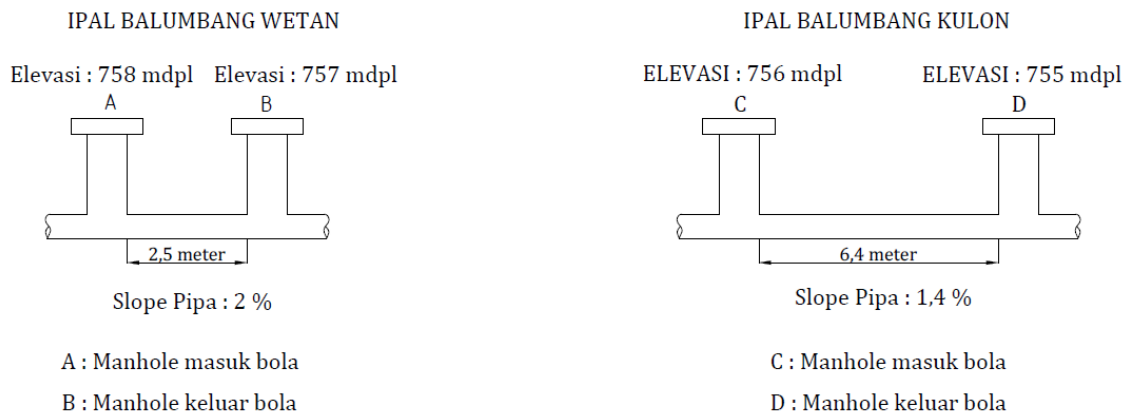 IPAL BALUMBANG WETAN
Elevasi : 758 mdpl Elevasi : 757 mdpl
A B
2,5 meter
Slope Pipa : 2 %
A : Manhole masuk bola
B : Manhole keluar bola
IPAL BALUMBANG KULON
ELEVASI : 756 mdpl ELEVASI : 755 mdpl
C D
6,4 meter
Slope Pipa : 1,4 %
C : Manhole masuk bola
D : Manhole keluar bola